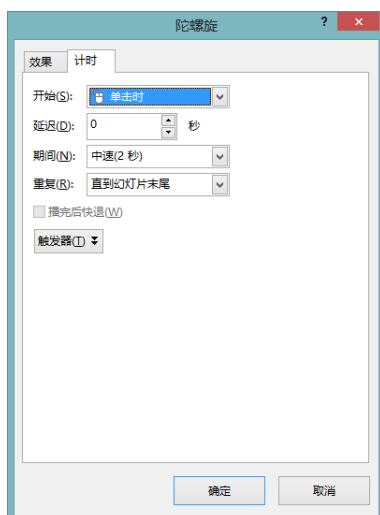 陀螺旋 ? ×
效果 计时
开始(S): 单击时
延迟(D): 0 秒
期间(N): 中速(2 秒)
重复(R): 直到幻灯片末尾
播完后快退(W)
触发器(T)
确定 取消